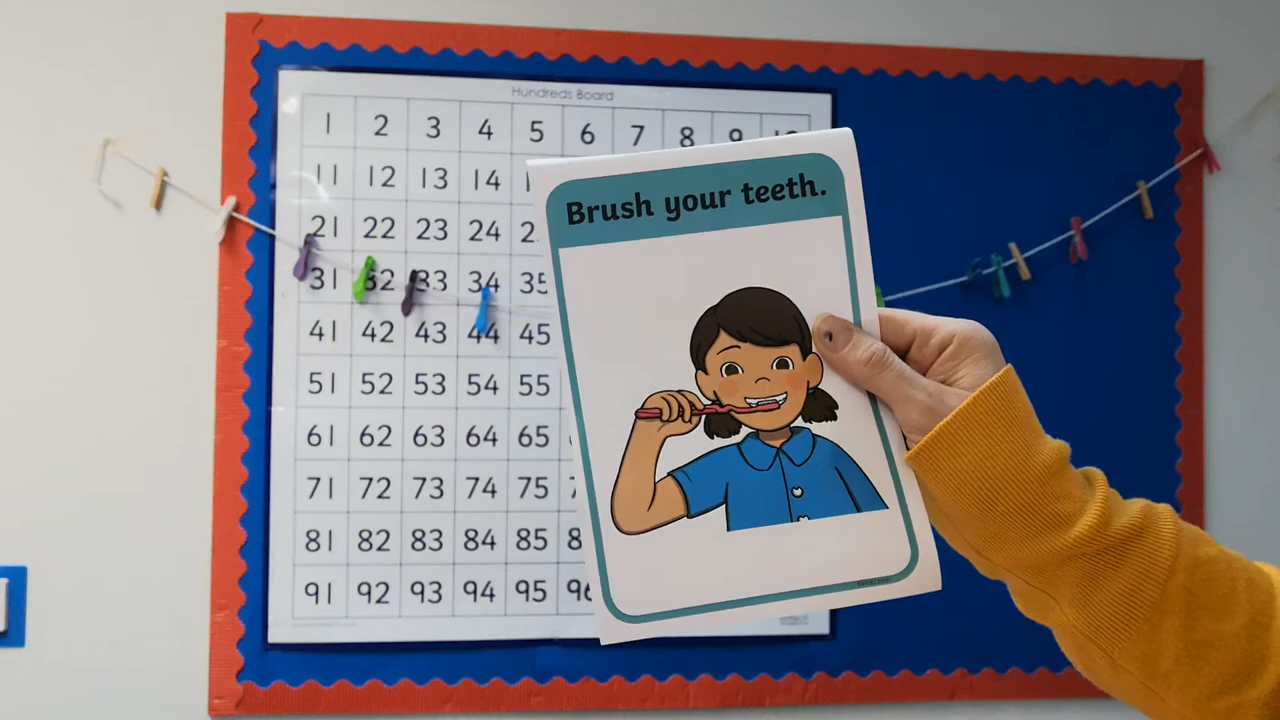 Hundreds Board
1 2 3 4 5 6 7 8 9
11 12 13 14
21 22 23 24
31 32 33 34 35
41 42 43 44 45
51 52 53 54 55
61 62 63 64 65
71 72 73 74 75
81 82 83 84 85
91 92 93 94 95 96
Brush your teeth.